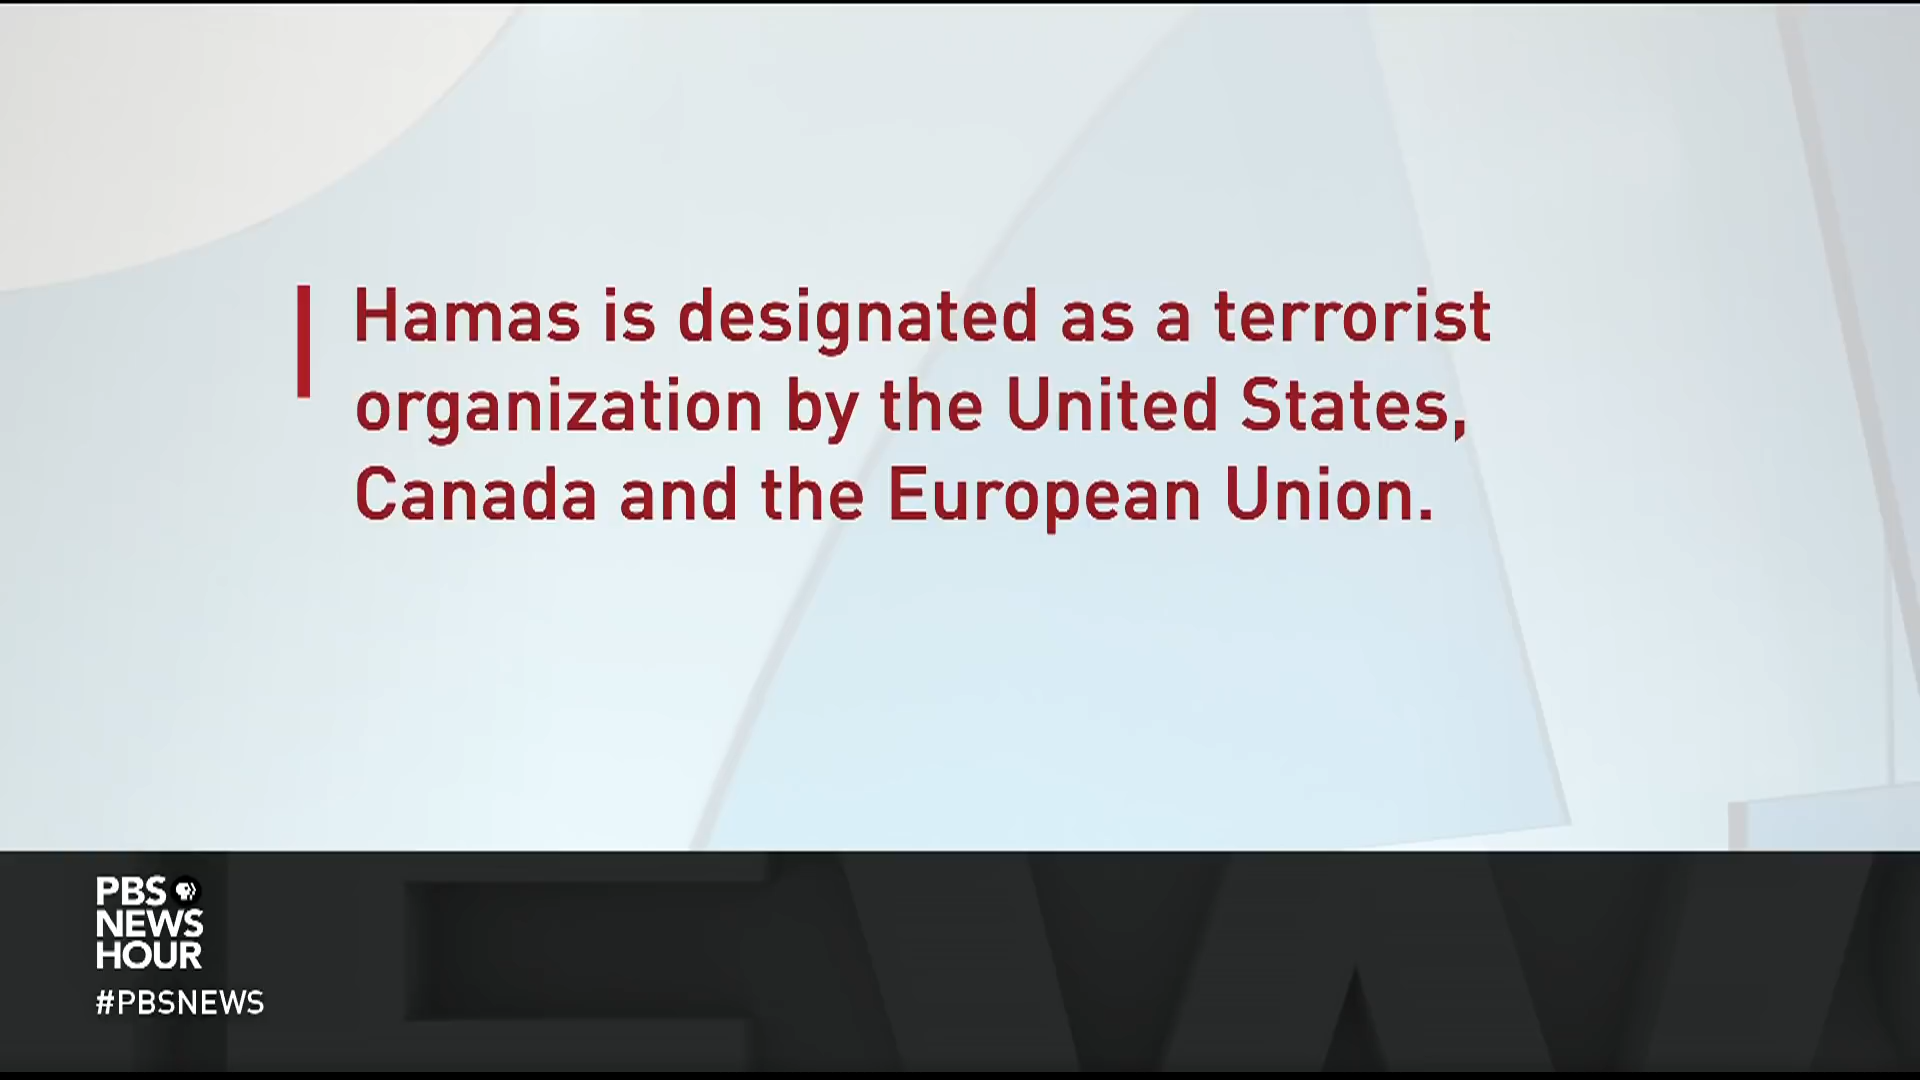 Hamas is designated as a terrorist
organization by the United States,
Canada and the European Union.
PBS
NEWS
HOUR
#PBSNEWS